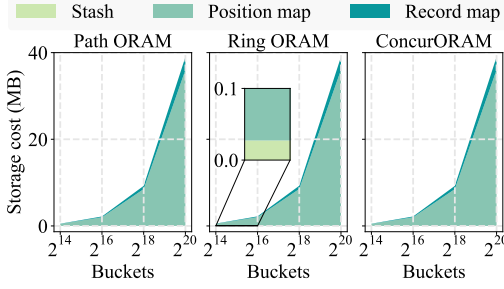 Stash Position map Record map
Path ORAM Ring ORAM ConcurORAM
Storage cost (MB)
40
20
0
0.1
0.0
2^14 2^16 2^18 2^20 2^14 2^16 2^18 2^20 2^14 2^16 2^18 2^20
Buckets Buckets Buckets